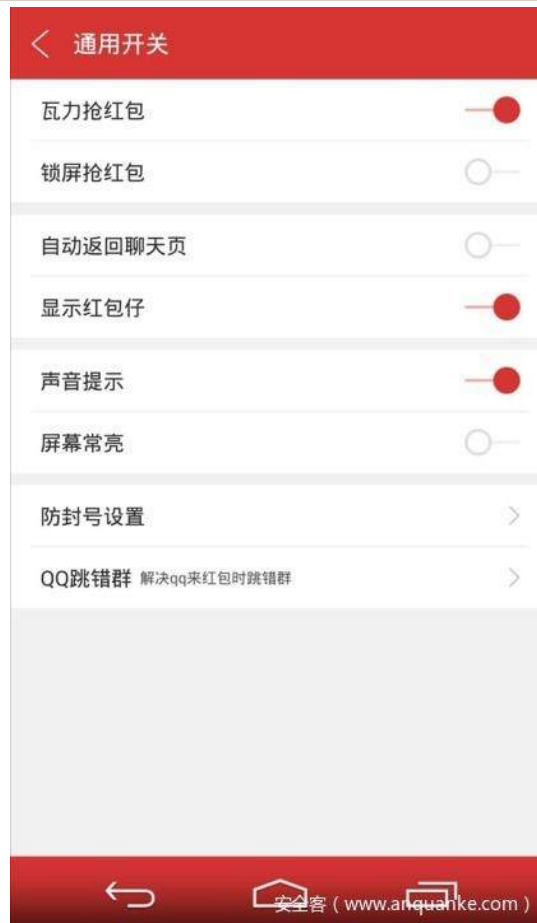 通用开关
瓦力抢红包
锁屏抢红包
自动返回聊天页
显示红包仔
声音提示
屏幕常亮
防封号设置
QQ跳错群 解决qq来红包时跳错群
安全客 ( www.anquanke.com )